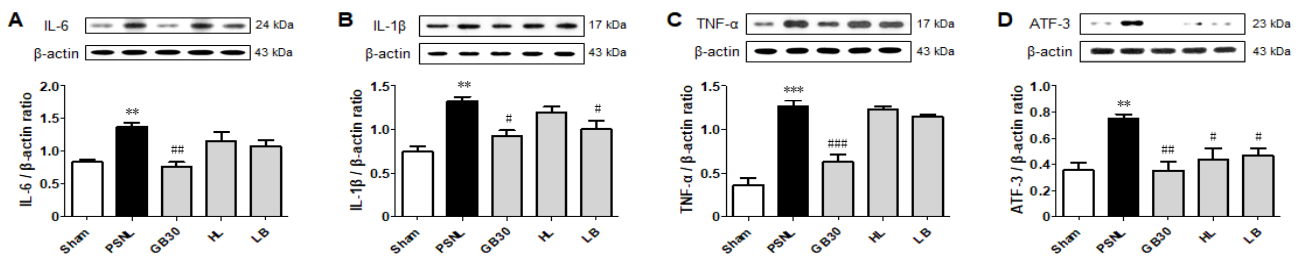 A
IL-6
24 kDa
β-actin
43 kDa
IL-6 / β-actin ratio
2.0
1.5
1.0
0.5
0
**
##
Sham
PSNL
GB30
HL
LB
B
IL-1β
17 kDa
β-actin
43 kDa
IL-1β / β-actin ratio
1.5
1.0
0.5
0
**
#
#
Sham
PSNL
GB30
HL
LB
C
TNF-α
17 kDa
β-actin
43 kDa
TNF-α / β-actin ratio
1.5
1.0
0.5
0
***
###
Sham
PSNL
GB30
HL
LB
D
ATF-3
23 kDa
β-actin
43 kDa
ATF-3 / β-actin ratio
1.0
0.8
0.6
0.4
0.2
0
**
##
#
#
Sham
PSNL
GB30
HL
LB